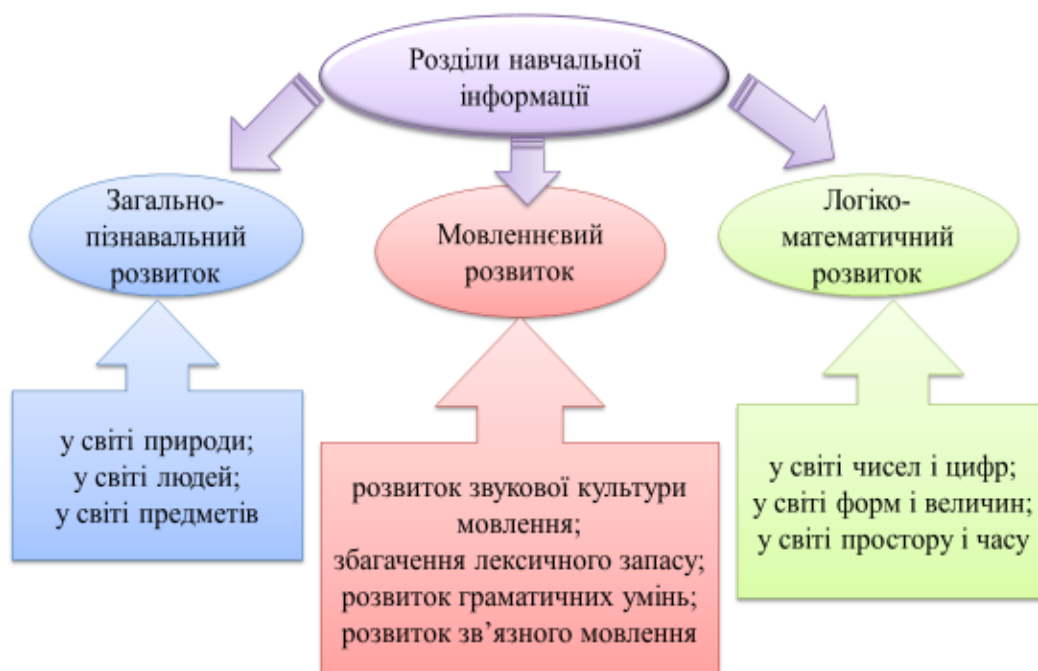 Розділи навчальної
інформації
Загально-
пізнавальний
розвиток
Мовленнєвий
розвиток
Логіко-
математичний
розвиток
у світі природи;
у світі людей;
у світі предметів
розвиток звукової культури
мовлення;
збагачення лексичного запасу;
розвиток граматичних умінь;
розвиток зв’язного мовлення
у світі чисел і цифр;
у світі форм і величин;
у світі простору і часу